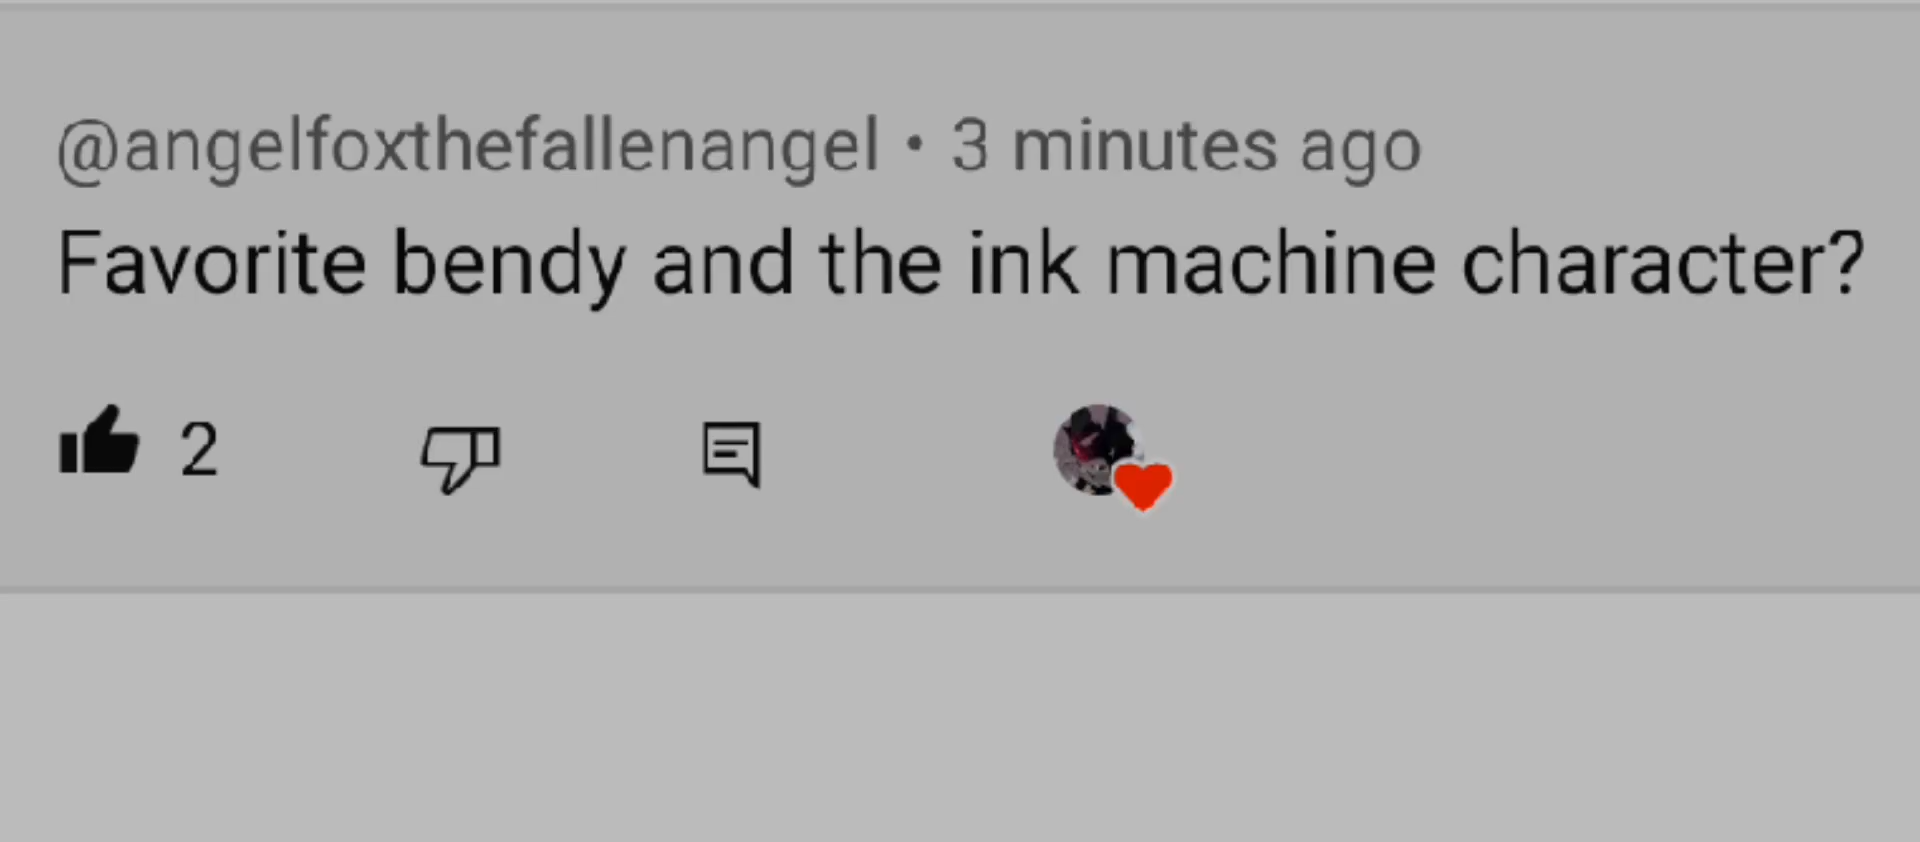 @angelfoxthefallenangel • 3 minutes ago
Favorite bendy and the ink machine character?
2